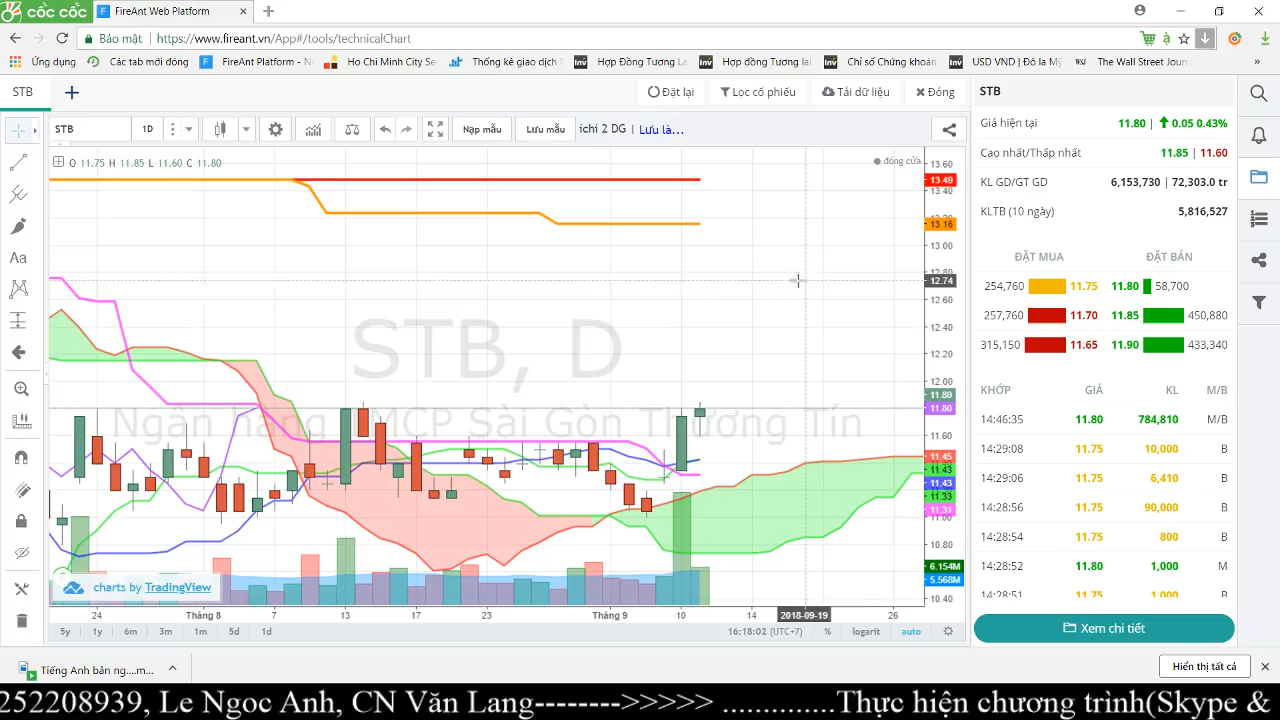 cốc cốc
FireAnt Web Platform
Bảo mật
https://www.fireant.vn/App#/tools/technicalChart
Ứng dụng
Các tab mới đóng
FireAnt Platform - N
Ho Chi Minh City Se
Thống kê giao dịch
Hợp Đồng Tương La
Hợp đồng Tương lai
Chỉ số Chứng khoán
USD VND | Đô la Mỹ
The Wall Street Jour
»
STB
Đặt lại
Lọc cổ phiếu
Tải dữ liệu
Đóng
STB
1D
Nạp mẫu
Lưu mẫu
ichi 2 DG
Lưu là...
O 11.75 H 11.85 L 11.60 C 11.80
đóng cửa
STB, D
Ngân Hàng TMCP Sài Gòn Thương Tín
13.60
13.49
13.40
13.16
13.00
12.80
12.74
12.60
12.40
12.20
12.00
11.80
11.80
11.60
11.45
11.43
11.43
11.33
11.31
11.00
10.80
6.154M
5.568M
10.40
charts by TradingView
24
Tháng 8
7
13
17
23
Tháng 9
10
14
2018-09-19
26
5y
1y
6m
3m
1m
5d
1d
16:18:02 (UTC+7)
%
logarit
auto
STB
Giá hiện tại
11.80 | 0.05 0.43%
Cao nhất/Thấp nhất
11.85 | 11.60
KL GD/GT GD
6,153,730 | 72,303.0 tr
KLTB (10 ngày)
5,816,527
ĐẶT MUA
ĐẶT BÁN
254,760 11.75 11.80 58,700
257,760 11.70 11.85 450,880
315,150 11.65 11.90 433,340
KHỚP GIÁ KL M/B
14:46:35 11.80 784,810 M/B
14:29:08 11.75 10,000 B
14:29:06 11.75 6,410 B
14:28:56 11.75 90,000 B
14:28:54 11.75 800 B
14:28:52 11.80 1,000 M
14:28:51 11.75 1,000 B
Xem chi tiết
Tiếng Anh bản ng....m...
Hiển thị tất cả
252208939, Le Ngoc Anh, CN Văn Lang-------->>>>> ..............Thực hiện chương trình(Skype &